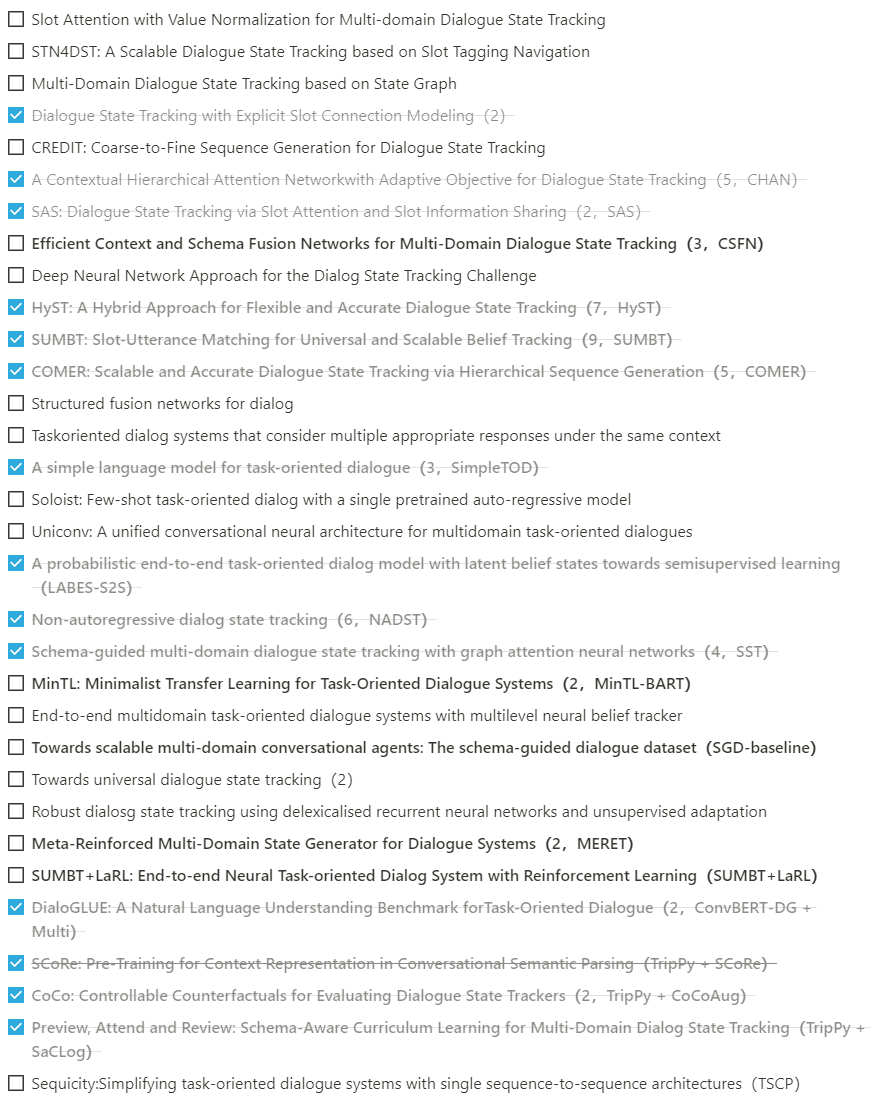 Slot Attention with Value Normalization for Multi-domain Dialogue State Tracking
STN4DST: A Scalable Dialogue State Tracking based on Slot Tagging Navigation
Multi-Domain Dialogue State Tracking based on State Graph
Dialogue State Tracking with Explicit Slot Connection Modeling（2）
CREDIT: Coarse-to-Fine Sequence Generation for Dialogue State Tracking
A Contextual Hierarchical Attention Networkwith Adaptive Objective for Dialogue State Tracking（5，CHAN）
SAS: Dialogue State Tracking via Slot Attention and Slot Information Sharing（2，SAS）
Efficient Context and Schema Fusion Networks for Multi-Domain Dialogue State Tracking（3，CSFN）
Deep Neural Network Approach for the Dialog State Tracking Challenge
HyST: A Hybrid Approach for Flexible and Accurate Dialogue State Tracking（7，HyST）
SUMBT: Slot-Utterance Matching for Universal and Scalable Belief Tracking（9，SUMBT）
COMER: Scalable and Accurate Dialogue State Tracking via Hierarchical Sequence Generation（5，COMER）
Structured fusion networks for dialog
Taskoriented dialog systems that consider multiple appropriate responses under the same context
A simple language model for task-oriented dialogue（3，SimpleTOD）
Soloist: Few-shot task-oriented dialog with a single pretrained auto-regressive model
Uniconv: A unified conversational neural architecture for multidomain task-oriented dialogues
A probabilistic end-to-end task-oriented dialog model with latent belief states towards semisupervised learning
（LABES-S2S）
Non-autoregressive dialog state tracking（6，NADST）
Schema-guided multi-domain dialogue state tracking with graph attention neural networks（4，SST）
MinTL: Minimalist Transfer Learning for Task-Oriented Dialogue Systems（2，MinTL-BART）
End-to-end multidomain task-oriented dialogue systems with multilevel neural belief tracker
Towards scalable multi-domain conversational agents: The schema-guided dialogue dataset（SGD-baseline）
Towards universal dialogue state tracking（2）
Robust dialosg state tracking using delexicalised recurrent neural networks and unsupervised adaptation
Meta-Reinforced Multi-Domain State Generator for Dialogue Systems（2，MERET）
SUMBT+LaRL: End-to-end Neural Task-oriented Dialog System with Reinforcement Learning（SUMBT+LaRL）
DialoGLUE: A Natural Language Understanding Benchmark forTask-Oriented Dialogue（2，ConvBERT-DG +
Multi）
SCoRe: Pre-Training for Context Representation in Conversational Semantic Parsing（TripPy + SCoRe）
CoCo: Controllable Counterfactuals for Evaluating Dialogue State Trackers（2，TripPy + CoCoAug）
Preview, Attend and Review: Schema-Aware Curriculum Learning for Multi-Domain Dialog State Tracking（TripPy +
SaCLog）
Sequicity:Simplifying task-oriented dialogue systems with single sequence-to-sequence architectures（TSCP）